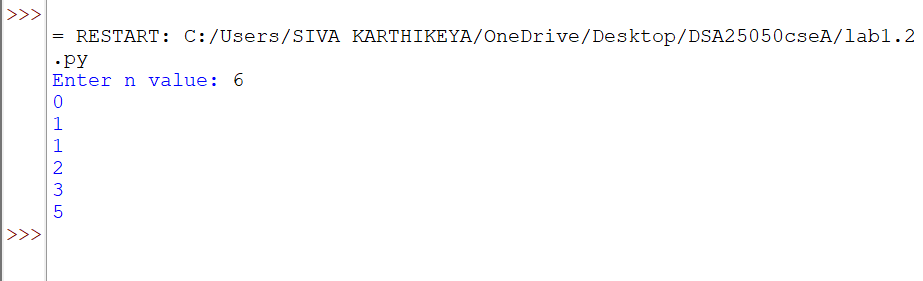 >>>
= RESTART: C:/Users/SIVA KARTHIKEYA/OneDrive/Desktop/DSA25050cseA/lab1.2
.py
Enter n value: 6
0
1
1
2
3
5
>>>